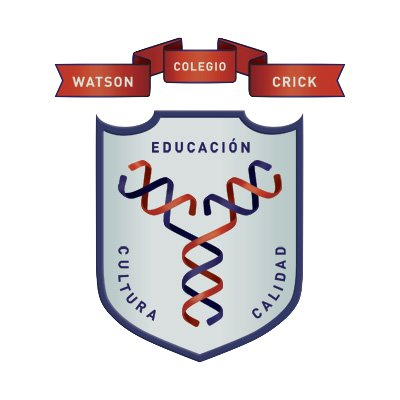 WATSON COLEGIO CRICK
EDUCACIÓN
CULTURA
CALIDAD